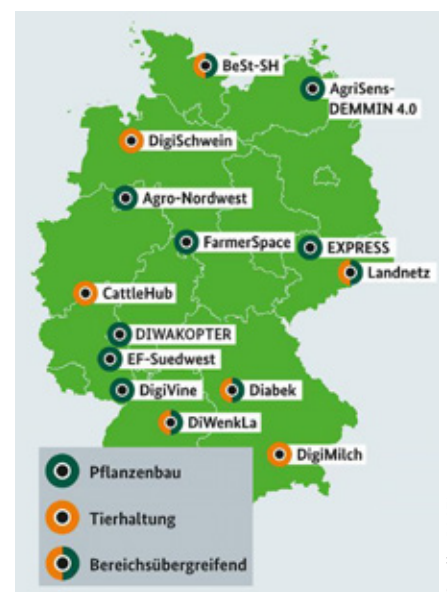 BeSt-SH
AgriSens-
DEMMIN 4.0
DigiSchwein
Agro-Nordwest
FarmerSpace
EXPRESS
Landnetz
CattleHub
DIWAKOPTER
EF-Suedwest
DigiVine
Diabek
DiWenkLa
DigiMilch
Pflanzenbau
Tierhaltung
Bereichsübergreifend